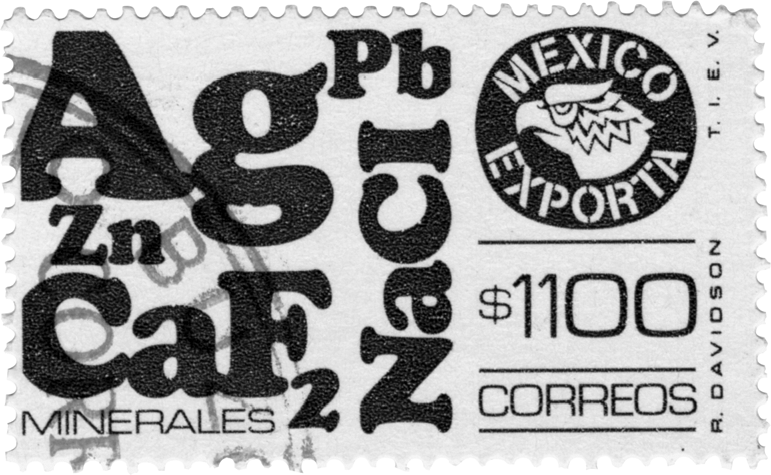 Ag
Pb
Zn
NaCl
CaF2
MINERALES
MEXICO
EXPORTA
$1100
CORREOS
T. I. E. V.
R. DAVIDSON